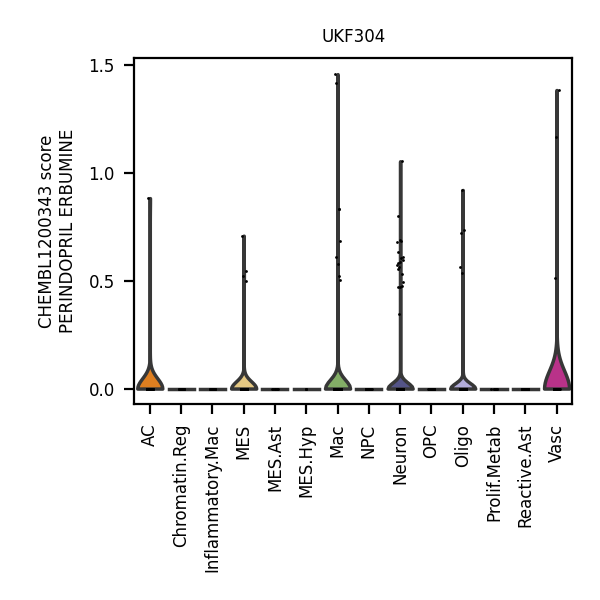 UKF304
CHEMBL1200343 score
PERINDOPRIL ERBUMINE
1.5
1.0
0.5
0.0
AC
Chromatin.Reg
Inflammatory.Mac
MES
MES.Ast
MES.Hyp
Mac
NPC
Neuron
OPC
Oligo
Prolif.Metab
Reactive.Ast
Vasc